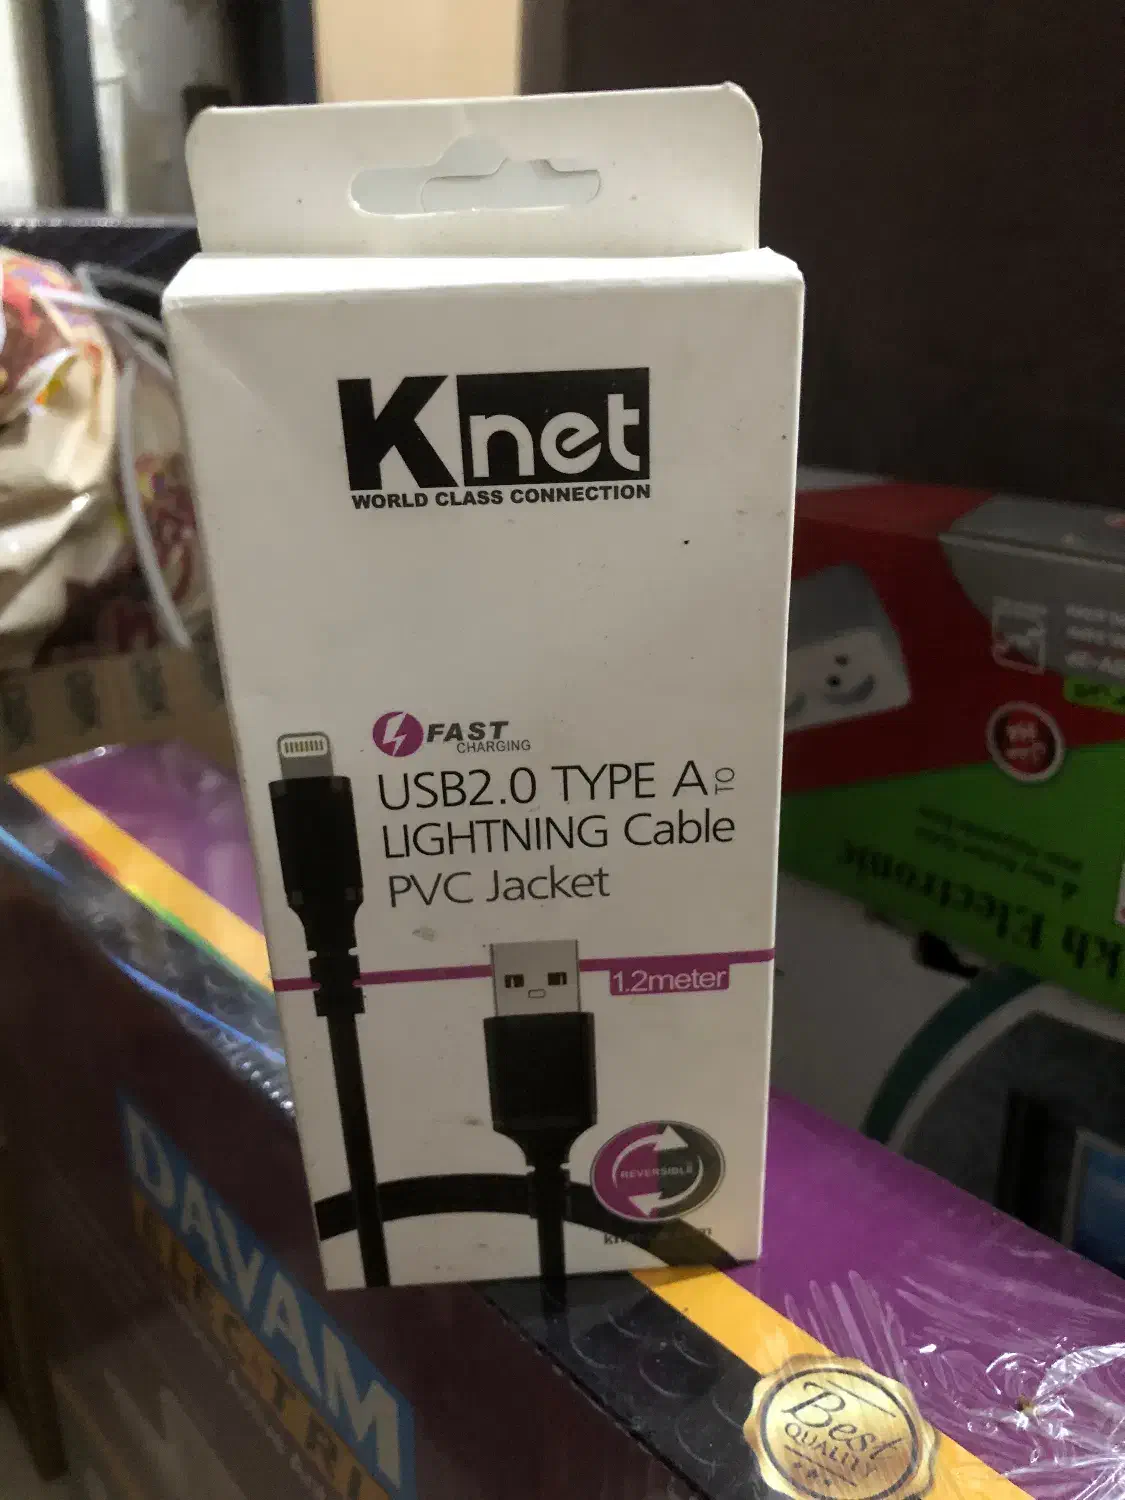 Knet
WORLD CLASS CONNECTION
FAST
CHARGING
USB2.0 TYPE A TO
LIGHTNING Cable
PVC Jacket
1.2meter
REVERSIBLE
DAVAM
Best
QUALITY
Electronic